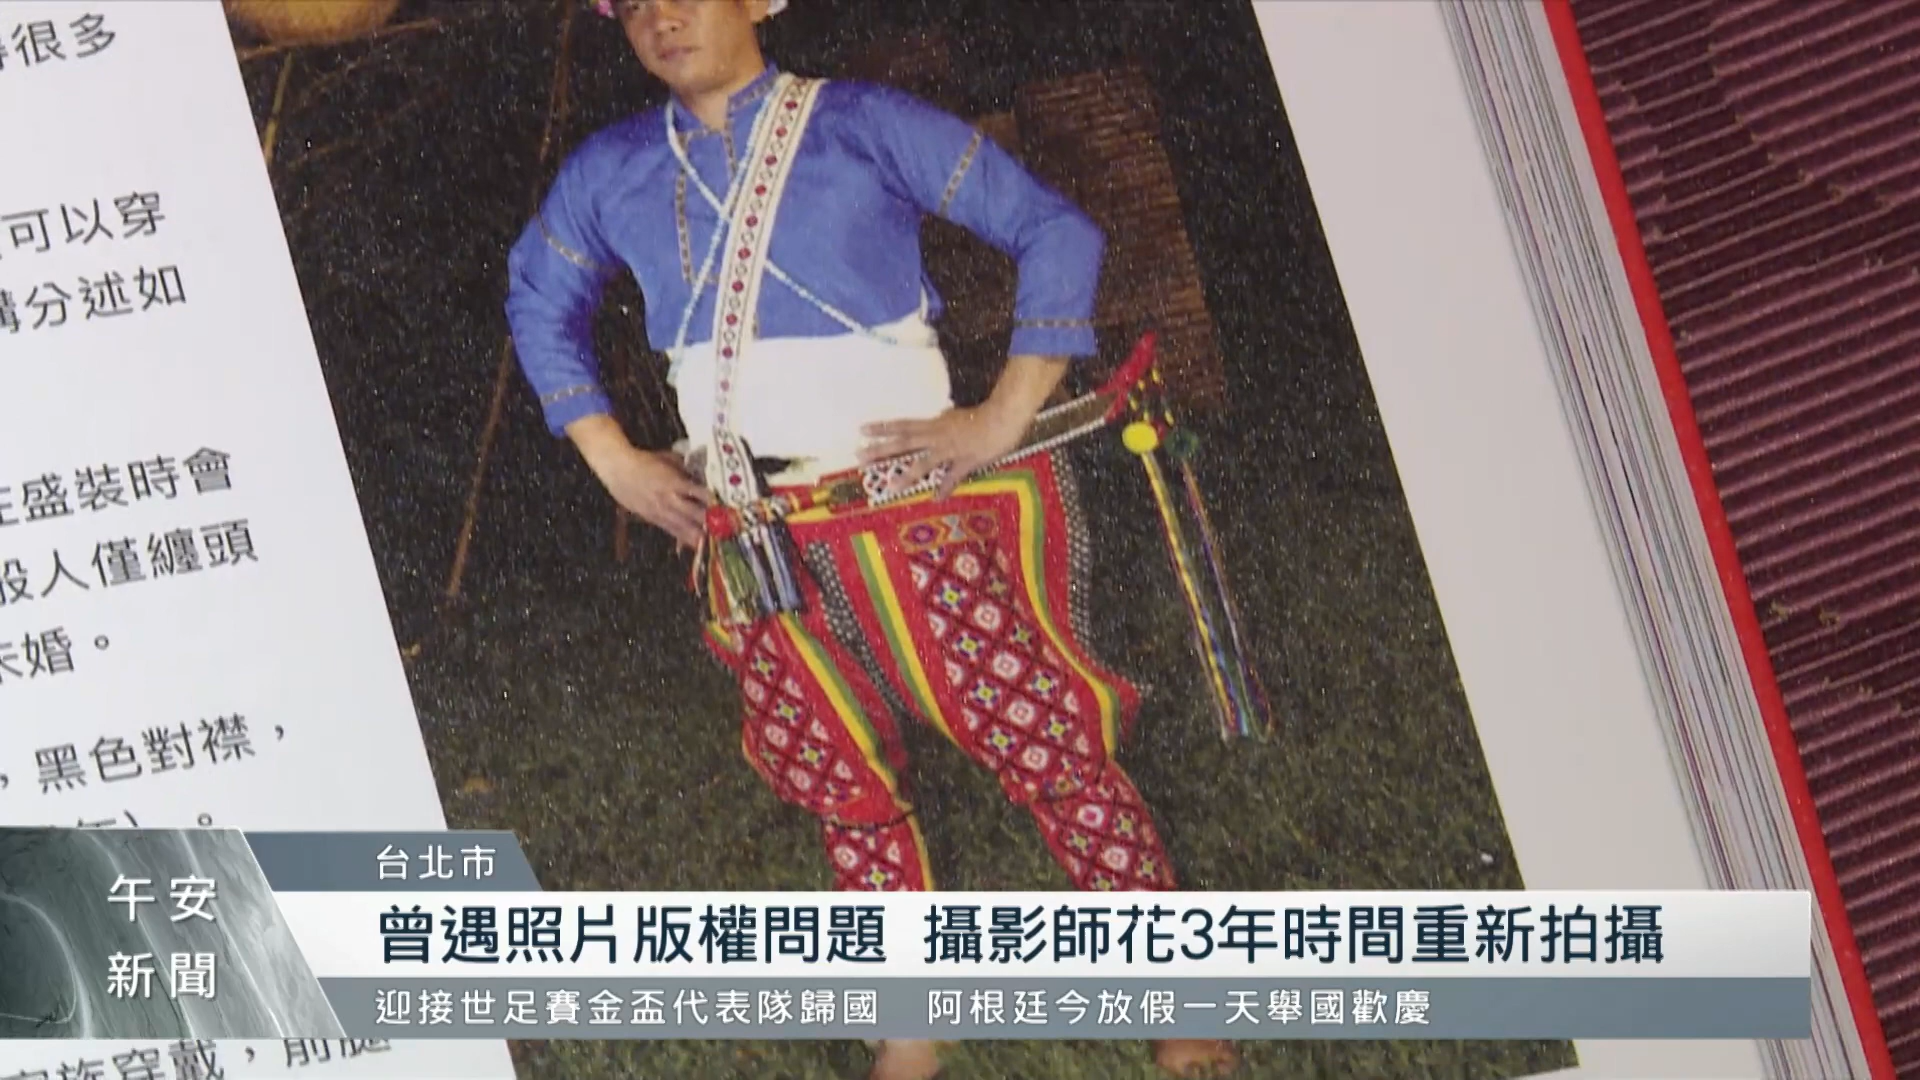 很多
可以穿
分述如
盛裝時會
般人僅纏頭
未婚。
，黑色對襟，
台北市
午安
新聞
曾遇照片版權問題 攝影師花3年時間重新拍攝
迎接世足賽金盃代表隊歸國 阿根廷今放假一天舉國歡慶